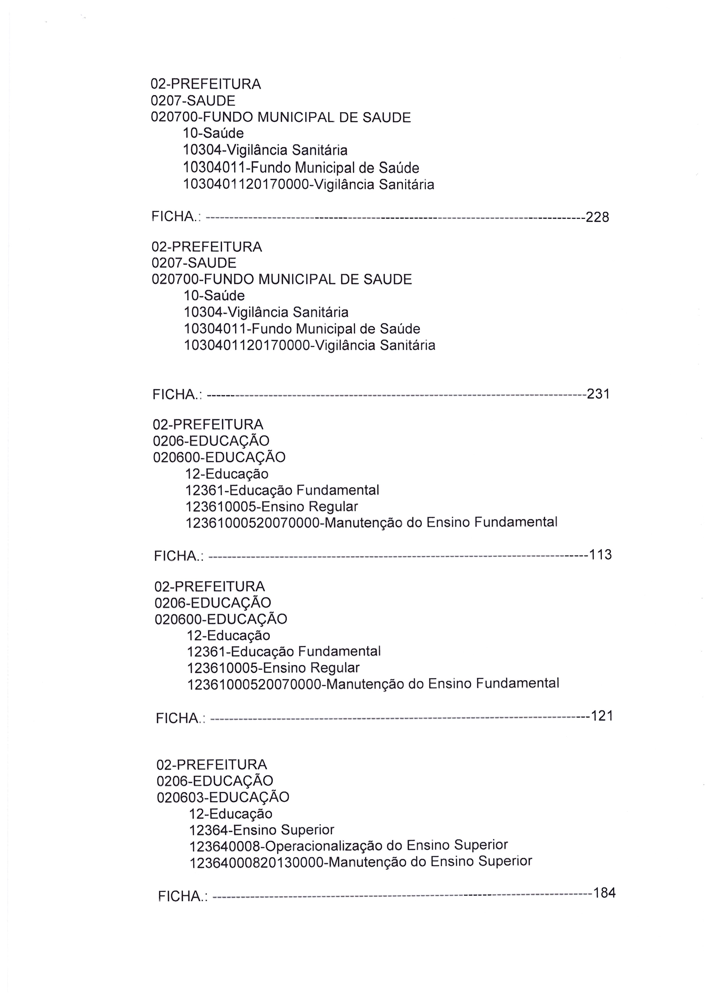 02-PREFEITURA
0207-SAUDE
020700-FUNDO MUNICIPAL DE SAUDE
10-Saúde
10304-Vigilância Sanitária
10304011-Fundo Municipal de Saúde
1030401120170000-Vigilância Sanitária
FICHA.: --------------------------------------------------------------------------------228
02-PREFEITURA
0207-SAUDE
020700-FUNDO MUNICIPAL DE SAUDE
10-Saúde
10304-Vigilância Sanitária
10304011-Fundo Municipal de Saúde
1030401120170000-Vigilância Sanitária
FICHA.: --------------------------------------------------------------------------------231
02-PREFEITURA
0206-EDUCAÇÃO
020600-EDUCAÇÃO
12-Educação
12361-Educação Fundamental
123610005-Ensino Regular
12361000520070000-Manutenção do Ensino Fundamental
FICHA.: --------------------------------------------------------------------------------113
02-PREFEITURA
0206-EDUCAÇÃO
020600-EDUCAÇÃO
12-Educação
12361-Educação Fundamental
123610005-Ensino Regular
12361000520070000-Manutenção do Ensino Fundamental
FICHA.: --------------------------------------------------------------------------------121
02-PREFEITURA
0206-EDUCAÇÃO
020603-EDUCAÇÃO
12-Educação
12364-Ensino Superior
123640008-Operacionalização do Ensino Superior
12364000820130000-Manutenção do Ensino Superior
FICHA.: --------------------------------------------------------------------------------184